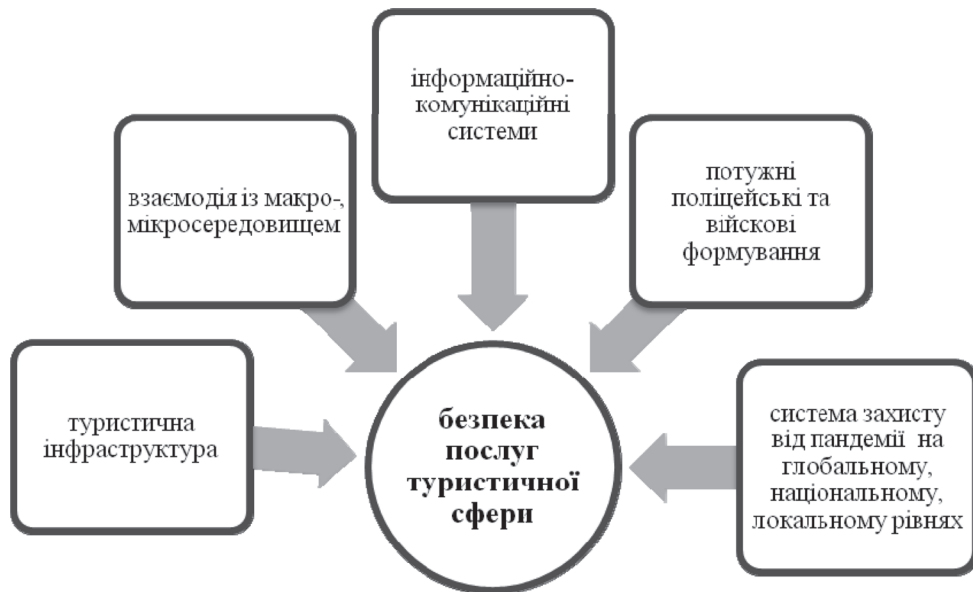 інформаційно-
комунікаційні
системи
взаємодія із макро-,
мікросередовищем
потужні
поліцейські та
військові
формування
туристична
інфраструктура
безпека
послуг
туристичної
сфери
система захисту
від пандемії на
глобальному,
національному,
локальному рівнях